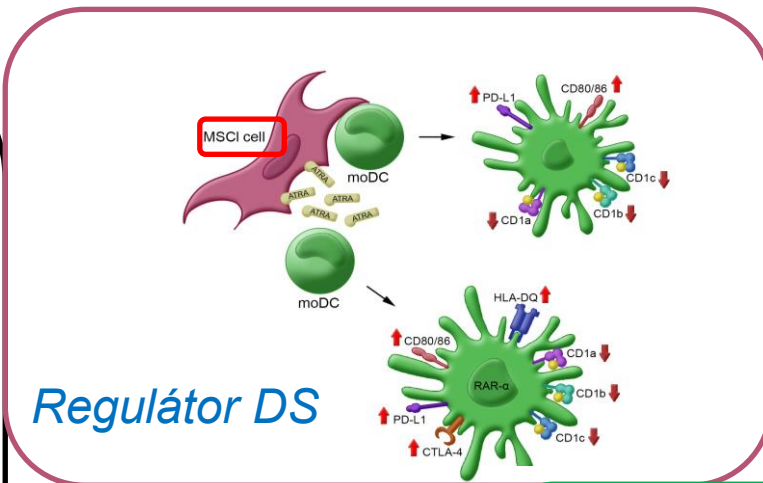 PD-L1
CD80/86
MSCl cell
moDC
ATRA
ATRA
ATRA
ATRA
ATRA
CD1c
CD1b
CD1a
moDC
HLA-DQ
CD80/86
CD1a
RAR-α
CD1b
PD-L1
CTLA-4
CD1c
Regulátor DS